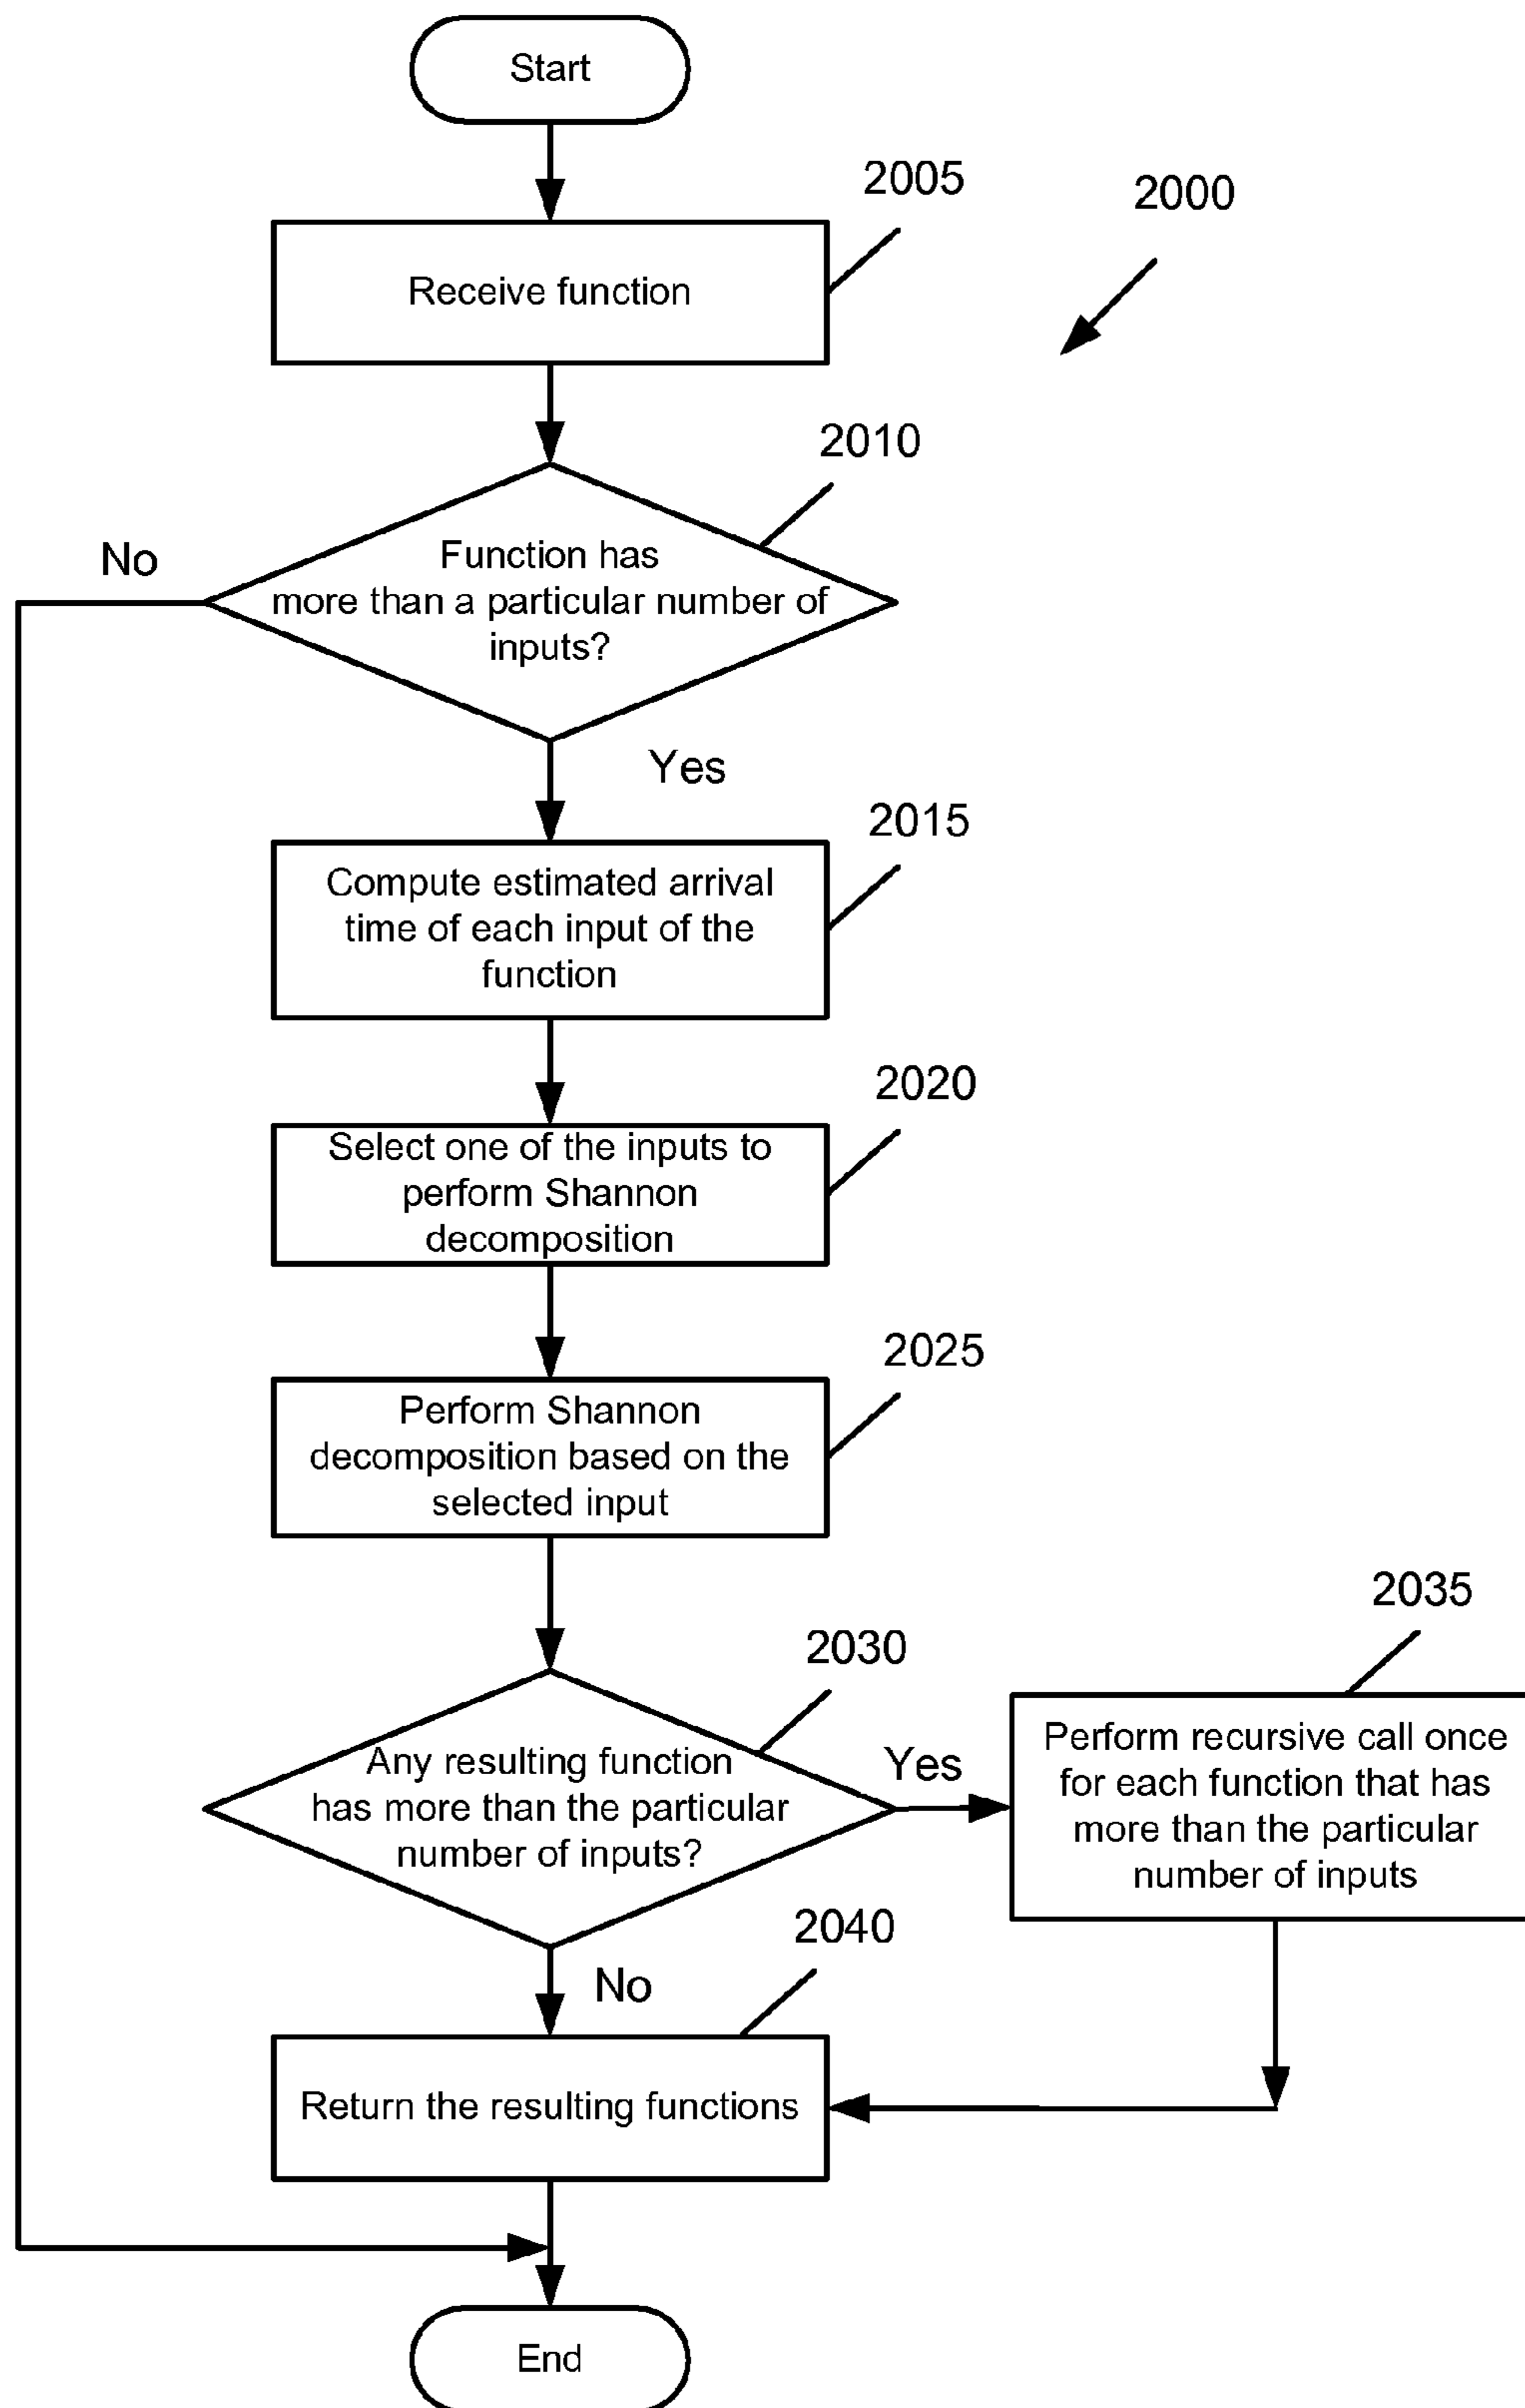 Start
2005
2000
Receive function
2010
No
Function has
more than a particular number of
inputs?
Yes
2015
Compute estimated arrival
time of each input of the
function
2020
Select one of the inputs to
perform Shannon
decomposition
2025
Perform Shannon
decomposition based on the
selected input
2035
2030
Any resulting function
has more than the particular
number of inputs?
Yes
Perform recursive call once
for each function that has
more than the particular
number of inputs
2040
No
Return the resulting functions
End